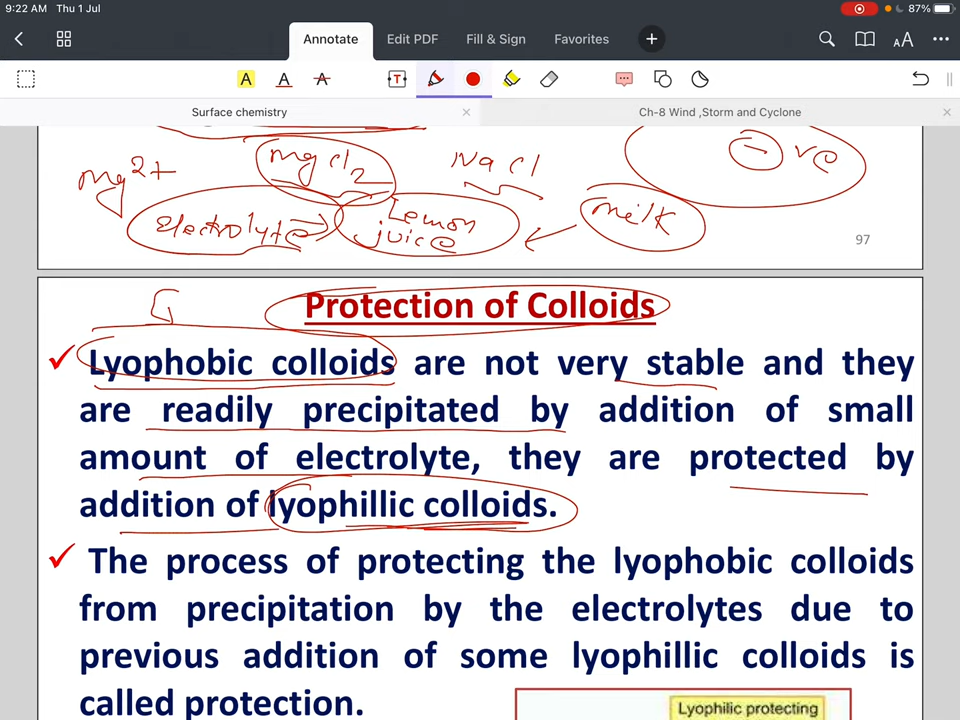 9:22 AM Thu 1 Jul
87%
Annotate Edit PDF Fill & Sign Favorites
AA
A A A T
Surface chemistry × Ch-8 Wind ,Storm and Cyclone ×
Mg2+ MgCl2 NaCl - ve
Electrolyte Lemon juice milk
97
Protection of Colloids
✓ Lyophobic colloids are not very stable and they
are readily precipitated by addition of small
amount of electrolyte, they are protected by
addition of lyophillic colloids.
✓ The process of protecting the lyophobic colloids
from precipitation by the electrolytes due to
previous addition of some lyophillic colloids is
called protection.
Lyophilic protecting